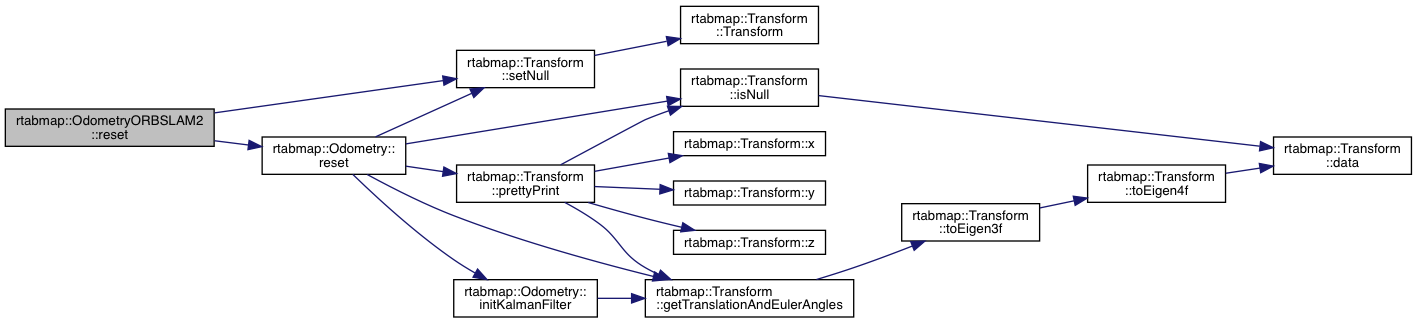 rtabmap::OdometryORBSLAM2
::reset
rtabmap::Odometry::
reset
rtabmap::Transform
::setNull
rtabmap::Transform
::prettyPrint
rtabmap::Odometry::
initKalmanFilter
rtabmap::Transform
::Transform
rtabmap::Transform
::isNull
rtabmap::Transform::x
rtabmap::Transform::y
rtabmap::Transform::z
rtabmap::Transform
::getTranslationAndEulerAngles
rtabmap::Transform
::toEigen3f
rtabmap::Transform
::toEigen4f
rtabmap::Transform
::data